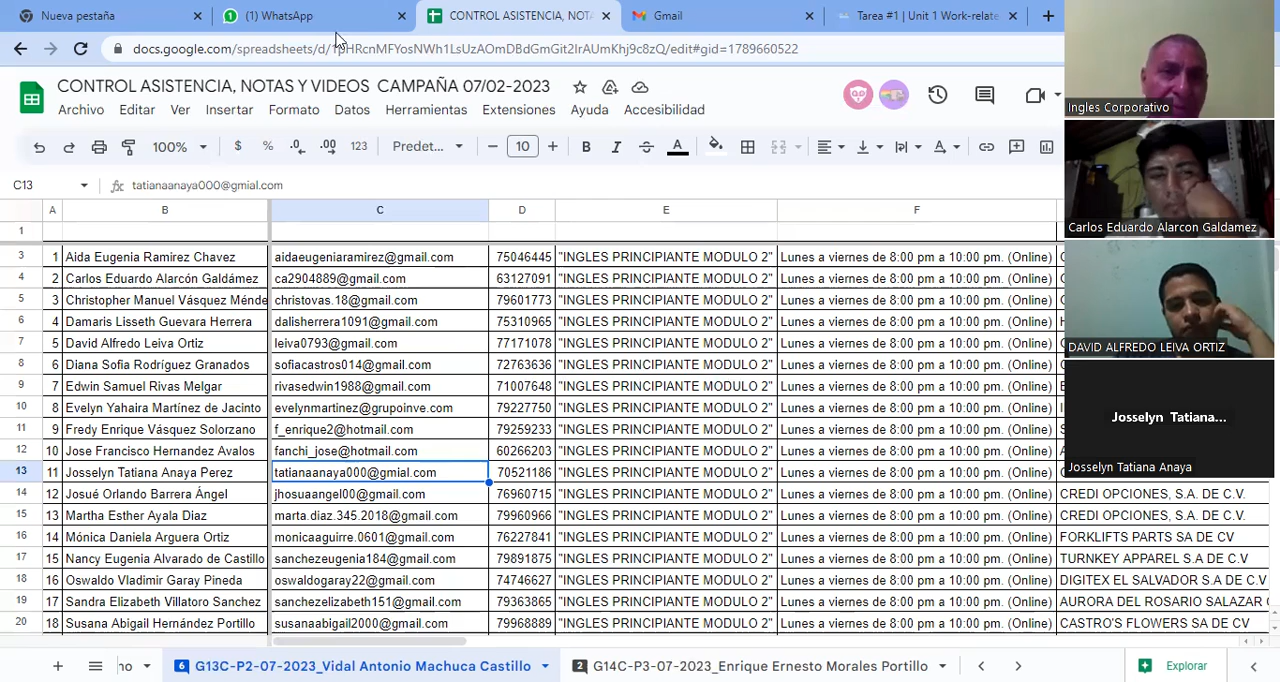 Nueva pestaña
(1) WhatsApp
CONTROL ASISTENCIA, NOTA
Gmail
Tarea #1 | Unit 1 Work-relate
CONTROL ASISTENCIA, NOTAS Y VIDEOS CAMPAÑA 07/02-2023
Archivo Editar Ver Insertar Formato Datos Herramientas Extensiones Ayuda Accesibilidad
100% $ % .0 .00 123 Predet... 10 B I A
C13 fx tatianaanaya000@gmial.com
A B C D E F
1
3 1 Aida Eugenia Ramirez Chavez aidaeugeniaramirez@gmail.com 75046445 "INGLES PRINCIPIANTE MODULO 2" Lunes a viernes de 8:00 pm a 10:00 pm. (Online)
4 2 Carlos Eduardo Alarcón Galdámez ca2904889@gmail.com "INGLES PRINCIPIANTE MODULO 2" Lunes a viernes de 8:00 pm a 10:00 pm. (Online)
5 3 Christopher Manuel Vásquez Ménde christovas.18@gmail.com 75901773 "INGLES PRINCIPIANTE MODULO 2" Lunes a viernes de 8:00 pm a 10:00 pm. (Online)
6 4 Damaris Lisseth Guevara Herrera dalisherrera1091@gmail.com 75310965 "INGLES PRINCIPIANTE MODULO 2" Lunes a viernes de 8:00 pm a 10:00 pm. (Online)
7 5 David Alfredo Leiva Ortiz leiva0793@gmail.com 77071078 "INGLES PRINCIPIANTE MODULO 2" Lunes a viernes de 8:00 pm a 10:00 pm. (Online)
8 6 Diana Sofia Rodríguez Granados sofiacastros114@gmail.com "INGLES PRINCIPIANTE MODULO 2" Lunes a viernes de 8:00 pm a 10:00 pm. (Online)
9 7 Edwin Samuel Rivas Melgar rivasedwin1988@gmail.com 71007648 "INGLES PRINCIPIANTE MODULO 2" Lunes a viernes de 8:00 pm a 10:00 pm. (Online)
10 8 Evelyn Yahaira Martínez de Jacinto evelynmartinez@grupoinve.com 78227750 "INGLES PRINCIPIANTE MODULO 2" Lunes a viernes de 8:00 pm a 10:00 pm. (Online)
11 9 Fredy Enrique Vásquez Solorzano f_enrique2@hotmail.com "INGLES PRINCIPIANTE MODULO 2" Lunes a viernes de 8:00 pm a 10:00 pm. (Online)
12 10 Jose Francisco Hernandez Avalos fanchi_jose@hotmail.com 60286203 "INGLES PRINCIPIANTE MODULO 2" Lunes a viernes de 8:00 pm a 10:00 pm. (Online)
13 11 Josselyn Tatiana Anaya Perez tatianaanaya000@gmial.com 70521186 "INGLES PRINCIPIANTE MODULO 2" Lunes a viernes de 8:00 pm a 10:00 pm. (Online)
14 12 Josué Orlando Barrera Ángel jhosuaangel00@gmail.com 78860715 "INGLES PRINCIPIANTE MODULO 2" Lunes a viernes de 8:00 pm a 10:00 pm. (Online) CREDI OPCIONES, S.A. DE C.V.
15 13 Martha Esther Ayala Diaz marta.diaz.345.2018@gmail.com 75960596 "INGLES PRINCIPIANTE MODULO 2" Lunes a viernes de 8:00 pm a 10:00 pm. (Online) CREDI OPCIONES, S.A. DE C.V.
16 14 Mónica Daniela Arguera Ortiz monicaaguirre.0601@gmail.com 76227841 "INGLES PRINCIPIANTE MODULO 2" Lunes a viernes de 8:00 pm a 10:00 pm. (Online) FORKLIFTS PARTS SA DE CV
17 15 Nancy Eugenia Alvarado de Castillo sanchezeugenia184@gmail.com 79891875 "INGLES PRINCIPIANTE MODULO 2" Lunes a viernes de 8:00 pm a 10:00 pm. (Online) TURNKEY APPAREL S.A DE C.V
18 16 Oswaldo Vladimir Garay Pineda oswaldogaray22@gmail.com 74746627 "INGLES PRINCIPIANTE MODULO 2" Lunes a viernes de 8:00 pm a 10:00 pm. (Online) DIGITEX EL SALVADOR S.A DE C.V
19 17 Sandra Elizabeth Villatoro Sanchez sanchezelizabeth151@gmail.com 79363865 "INGLES PRINCIPIANTE MODULO 2" Lunes a viernes de 8:00 pm a 10:00 pm. (Online) AURORA DEL ROSARIO SALAZAR
20 18 Susana Abigail Hernández Portillo susanaabigail2000@gmail.com 79968889 "INGLES PRINCIPIANTE MODULO 2" Lunes a viernes de 8:00 pm a 10:00 pm. (Online) CASTRO'S FLOWERS SA DE CV
no 6 G13C-P2-07-2023_Vidal Antonio Machuca Castillo 2 G14C-P3-07-2023_Enrique Ernesto Morales Portillo Explorar
Ingles Corporativo
Carlos Eduardo Alarcon Galdamez
DAVID ALFREDO LEIVA ORTIZ
Josselyn Tatiana...
Josselyn Tatiana Anaya